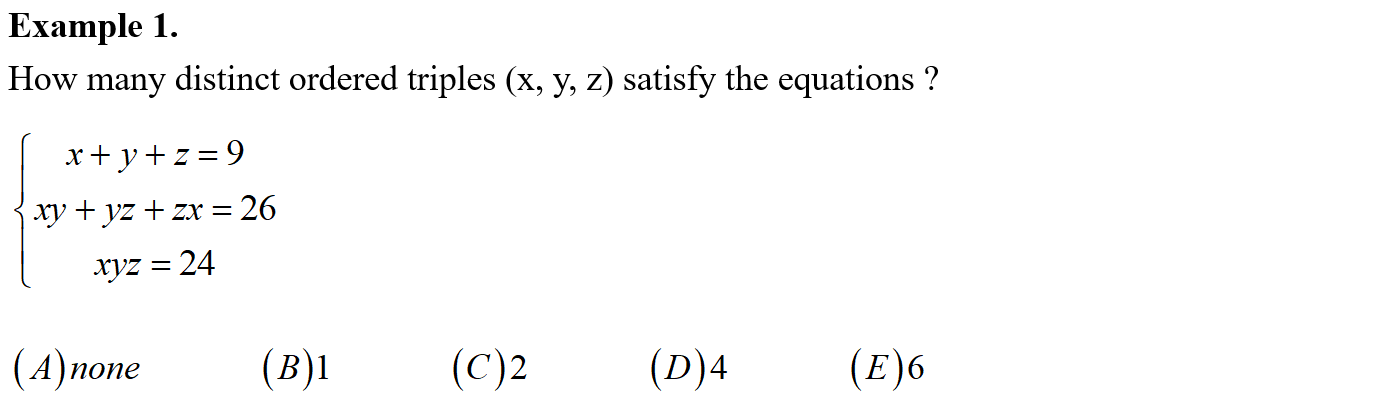 Example 1.
How many distinct ordered triples (x, y, z) satisfy the equations ?
x + y + z = 9
xy + yz + zx = 26
xyz = 24
(A)none (B)1 (C)2 (D)4 (E)6